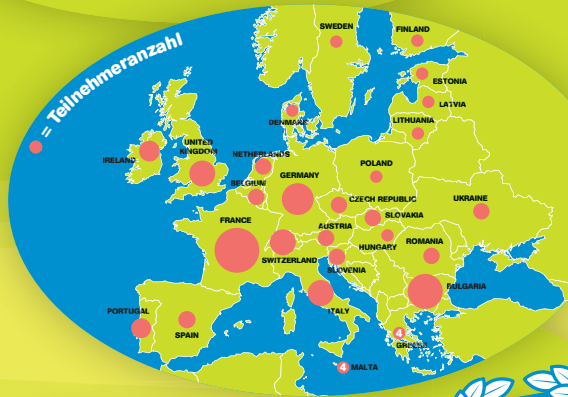 = Teilnehmeranzahl
SWEDEN
FINLAND
ESTONIA
LATVIA
DENMARK
LITHUANIA
IRELAND
UNITED
KINGDOM
NETHERLANDS
POLAND
BELGIUM
GERMANY
CZECH REPUBLIC
UKRAINE
SLOVAKIA
FRANCE
AUSTRIA
HUNGARY
ROMANIA
SWITZERLAND
SLOVENIA
BULGARIA
PORTUGAL
SPAIN
ITALY
4
GREECE
4 MALTA